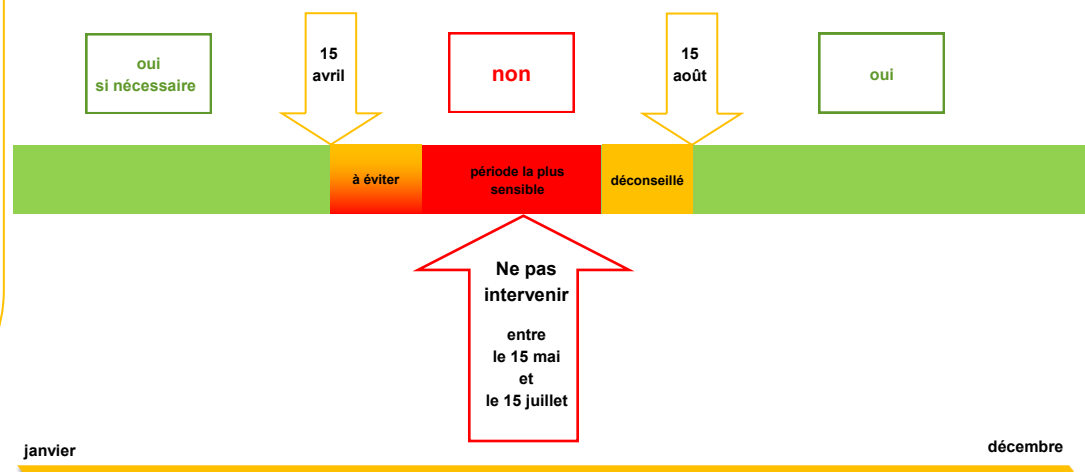 oui
si nécessaire
15
avril
non
15
août
oui
à éviter
période la plus
sensible
déconseillé
Ne pas
intervenir
entre
le 15 mai
et
le 15 juillet
janvier
décembre